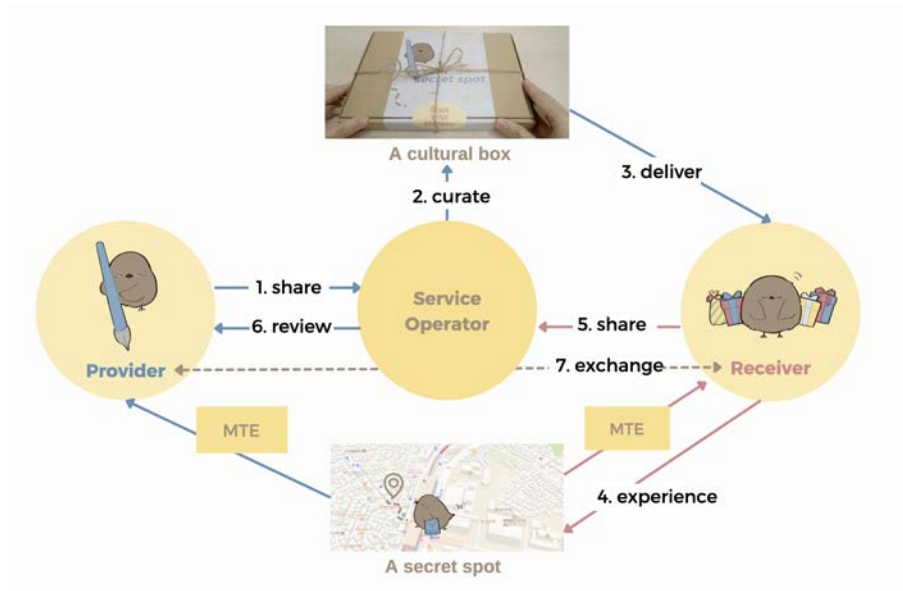 secret spot
A cultural box
3. deliver
2. curate
1. share
Service
Operator
6. review
5. share
7. exchange
Provider
Receiver
MTE
MTE
4. experience
A secret spot